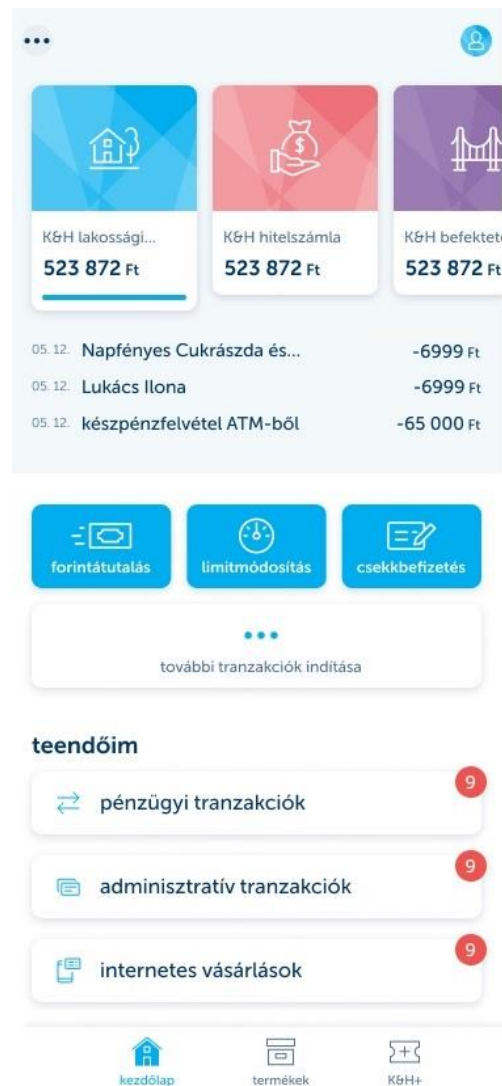 K&H lakossági...
523 872 Ft
K&H hitelszámla
523 872 Ft
K&H befektet
523 872 Ft
05. 12. Napfényes Cukrászda és... -6999 Ft
05. 12. Lukács Ilona -6999 Ft
05. 12. készpénzfelvétel ATM-ből -65 000 Ft
forintátutalás
limitmódosítás
csekkbefizetés
további tranzakciók indítása
teendőim
pénzügyi tranzakciók 9
adminisztratív tranzakciók 9
internetes vásárlások 9
kezdőlap
termékek
K&H+